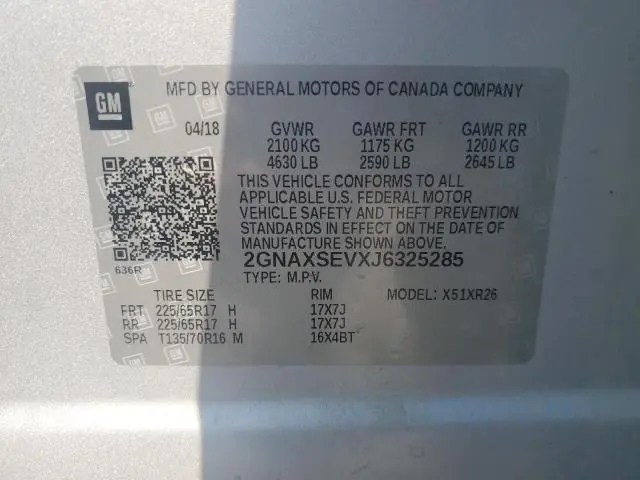 GM
MFD BY GENERAL MOTORS OF CANADA COMPANY
04/18 GVWR GAWR FRT GAWR RR
2100 KG 1175 KG 1200 KG
4630 LB 2590 LB 2645 LB
THIS VEHICLE CONFORMS TO ALL
APPLICABLE U.S. FEDERAL MOTOR
VEHICLE SAFETY AND THEFT PREVENTION
STANDARDS IN EFFECT ON THE DATE OF
MANUFACTURE SHOWN ABOVE.
2GNAXSEVXJ6325285
636R
TYPE: M.P.V.
TIRE SIZE RIM MODEL: X51XR26
FRT 225/65R17 H 17X7J
RR 225/65R17 H 17X7J
SPA T135/70R16 M 16X4BT